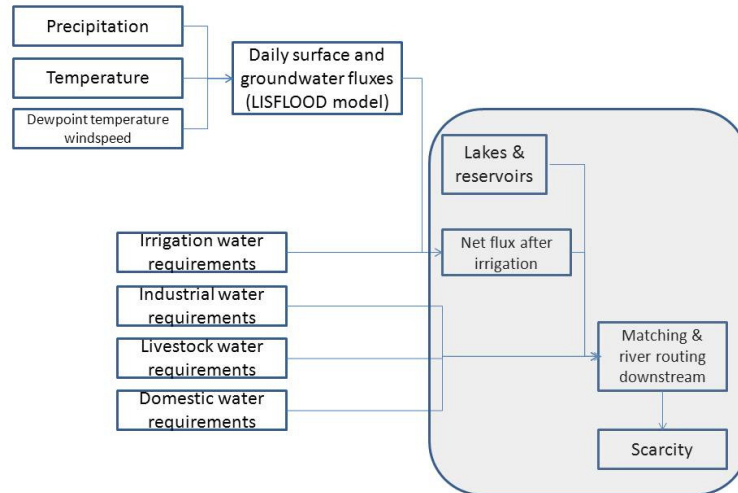 Precipitation
Temperature
Dewpoint temperature
windspeed
Daily surface and
groundwater fluxes
(LISFLOOD model)
Lakes &
reservoirs
Irrigation water
requirements
Net flux after
irrigation
Industrial water
requirements
Livestock water
requirements
Domestic water
requirements
Matching &
river routing
downstream
Scarcity